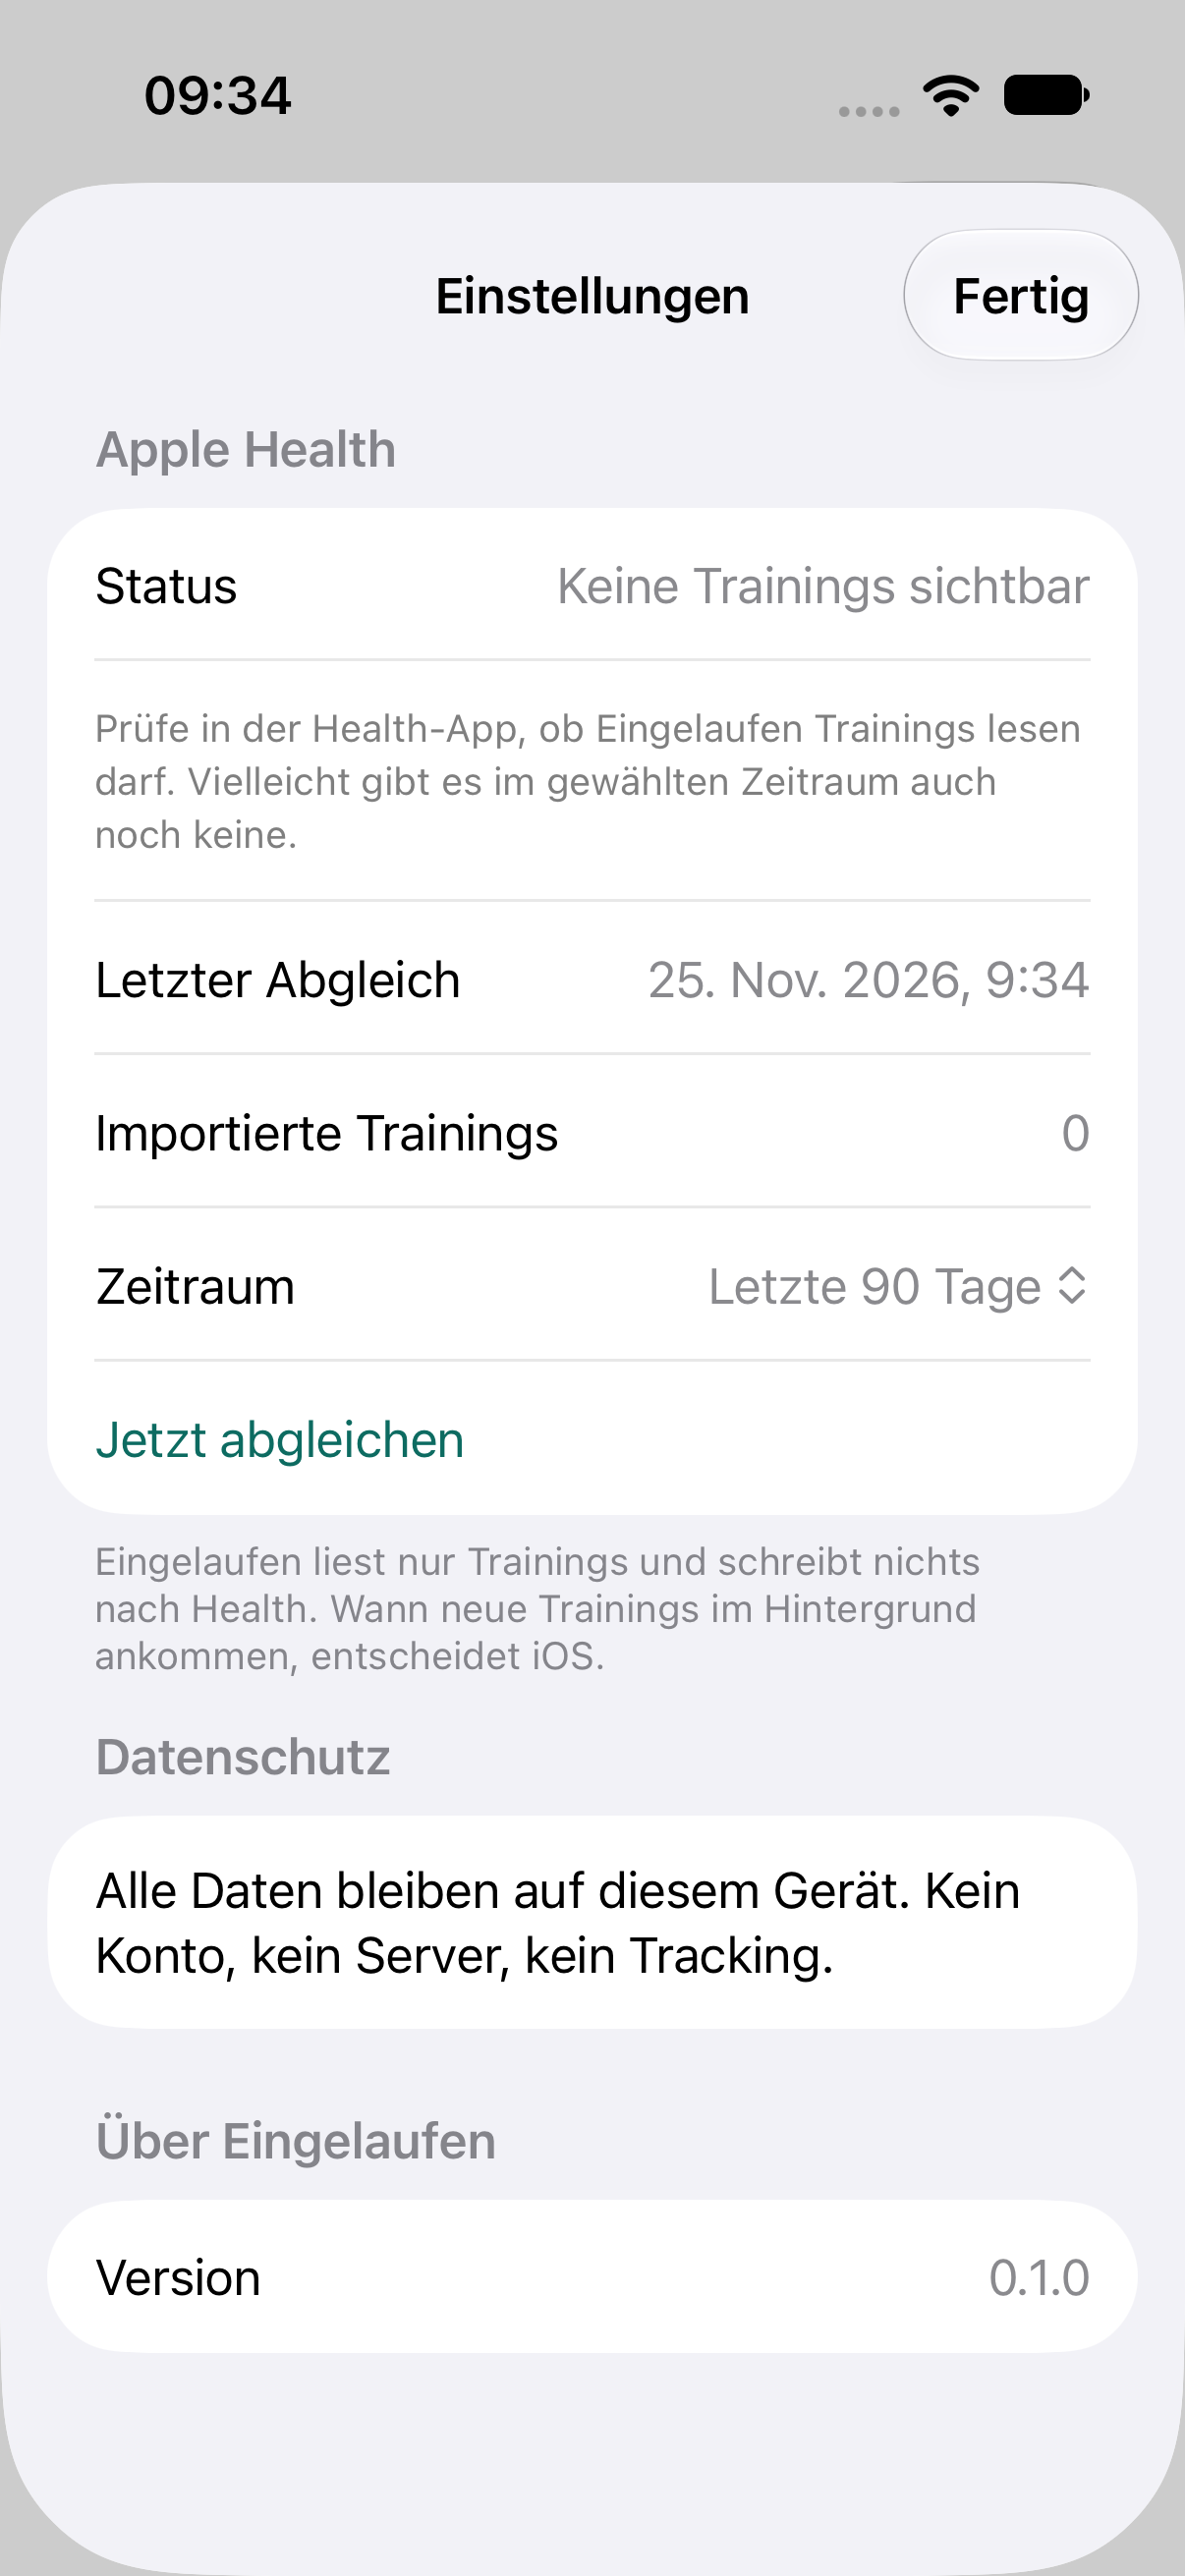 09:34
Einstellungen
Fertig
Apple Health
Status
Keine Trainings sichtbar
Prüfe in der Health-App, ob Eingelaufen Trainings lesen
darf. Vielleicht gibt es im gewählten Zeitraum auch
noch keine.
Letzter Abgleich
25. Nov. 2026, 9:34
Importierte Trainings
0
Zeitraum
Letzte 90 Tage
Jetzt abgleichen
Eingelaufen liest nur Trainings und schreibt nichts
nach Health. Wann neue Trainings im Hintergrund
ankommen, entscheidet iOS.
Datenschutz
Alle Daten bleiben auf diesem Gerät. Kein
Konto, kein Server, kein Tracking.
Über Eingelaufen
Version
0.1.0